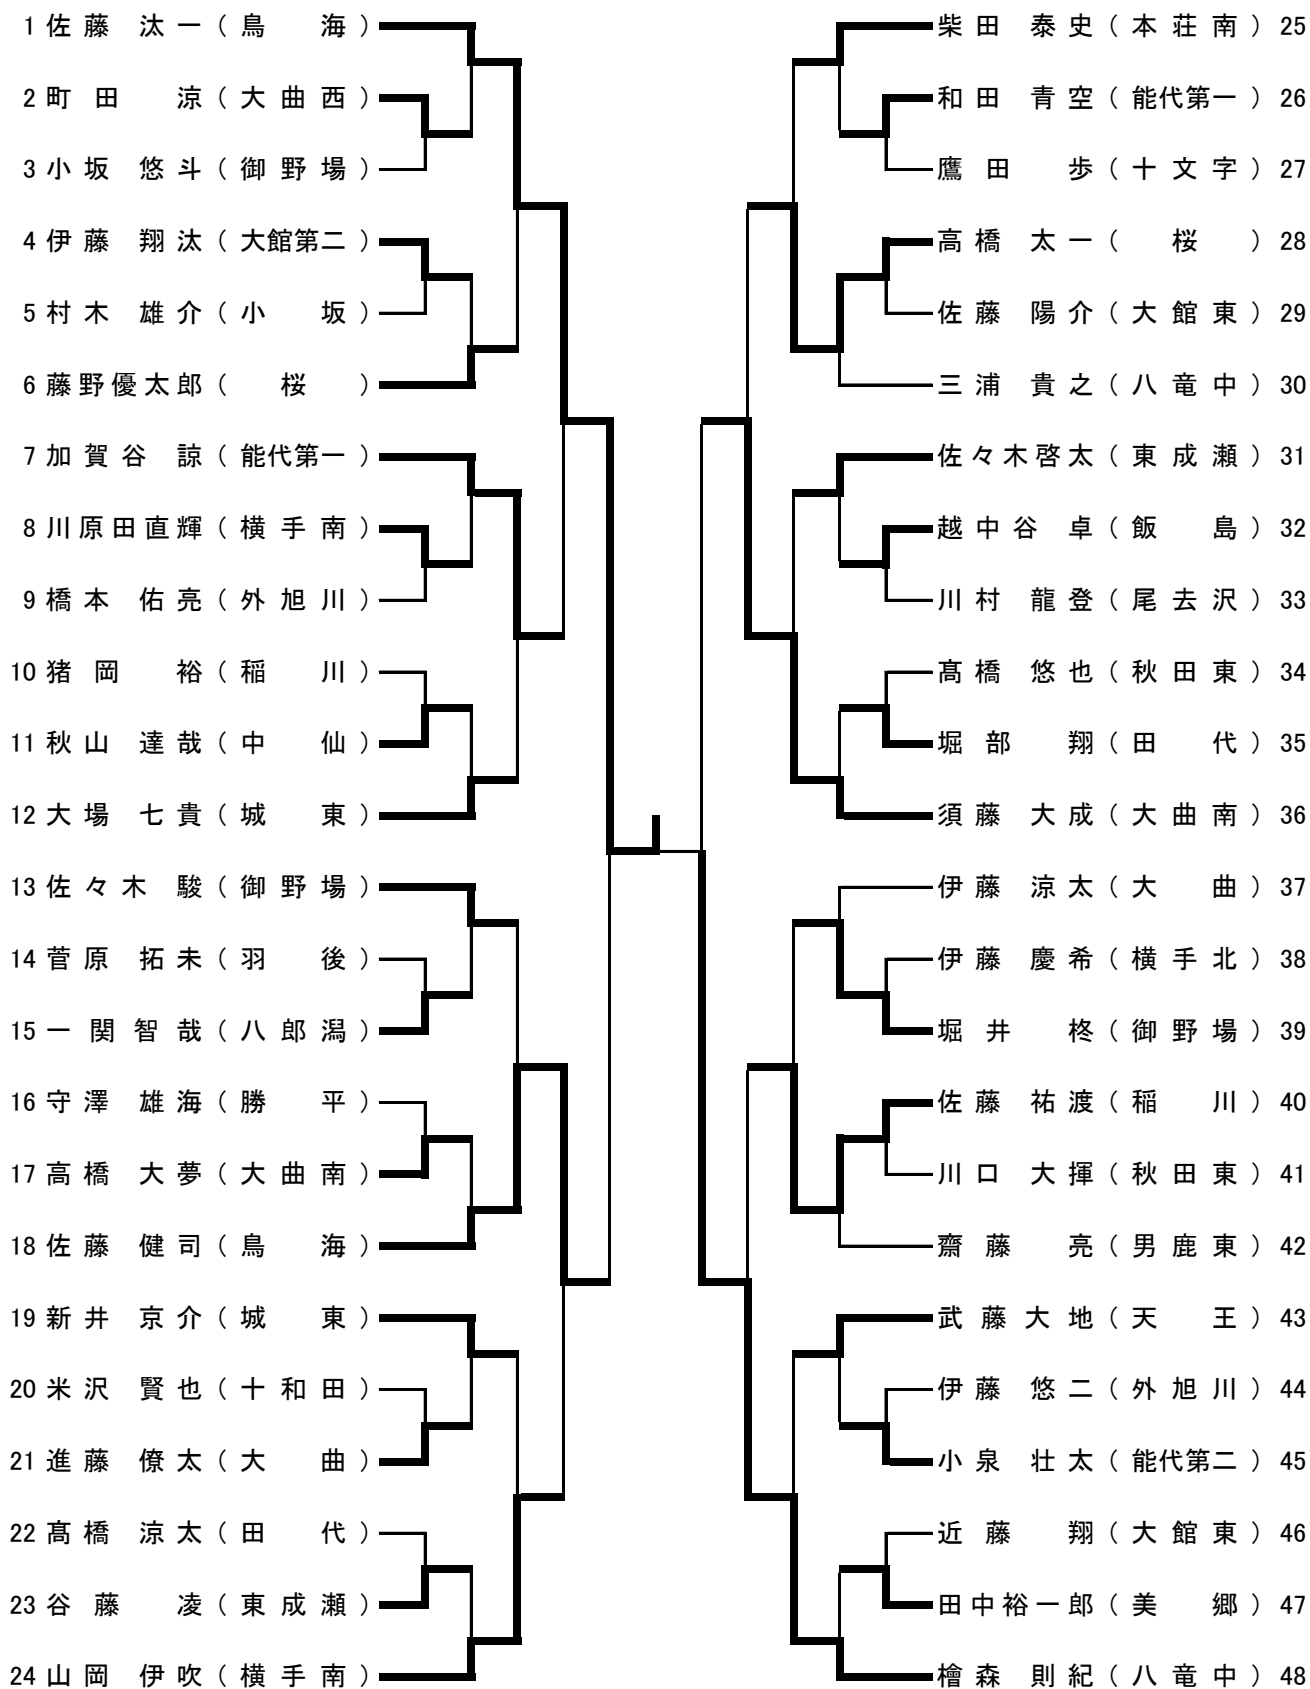 1 佐藤 汰一 ( 鳥 海 )
2 町田 涼 ( 大曲西 )
3 小坂 悠斗 ( 御野場 )
4 伊藤 翔汰 ( 大館第二 )
5 村木 雄介 ( 小 坂 )
6 藤野優太郎 ( 桜 )
7 加賀谷 諒 ( 能代第一 )
8 川原田直輝 ( 横手南 )
9 橋本 佑亮 ( 外旭川 )
10 猪岡 裕 ( 稲 川 )
11 秋山 達哉 ( 中 仙 )
12 大場 七貴 ( 城 東 )
13 佐々木 駿 ( 御野場 )
14 菅原 拓未 ( 羽 後 )
15 一関智哉 ( 八郎潟 )
16 守澤 雄海 ( 勝 平 )
17 高橋 大夢 ( 大曲南 )
18 佐藤 健司 ( 鳥 海 )
19 新井 京介 ( 城 東 )
20 米沢 賢也 ( 十和田 )
21 進藤 僚太 ( 大 曲 )
22 髙橋 涼太 ( 田 代 )
23 谷藤 凌 ( 東成瀬 )
24 山岡 伊吹 ( 横手南 )
柴田 泰史 ( 本荘南 ) 25
和田 青空 ( 能代第一 ) 26
鷹田 歩 ( 十文字 ) 27
高橋 太一 ( 桜 ) 28
佐藤 陽介 ( 大館東 ) 29
三浦 貴之 ( 八竜中 ) 30
佐々木啓太 ( 東成瀬 ) 31
越中谷 卓 ( 飯 島 ) 32
川村 龍登 ( 尾去沢 ) 33
髙橋 悠也 ( 秋田東 ) 34
堀部 翔 ( 田 代 ) 35
須藤 大成 ( 大曲南 ) 36
伊藤 涼太 ( 大 曲 ) 37
伊藤 慶希 ( 横手北 ) 38
堀井 柊 ( 御野場 ) 39
佐藤 祐渡 ( 稲 川 ) 40
川口 大揮 ( 秋田東 ) 41
齋藤 亮 ( 男鹿東 ) 42
武藤大地 ( 天 王 ) 43
伊藤 悠二 ( 外旭川 ) 44
小泉 壮太 ( 能代第二 ) 45
近藤 翔 ( 大館東 ) 46
田中裕一郎 ( 美 郷 ) 47
檜森 則紀 ( 八竜中 ) 48